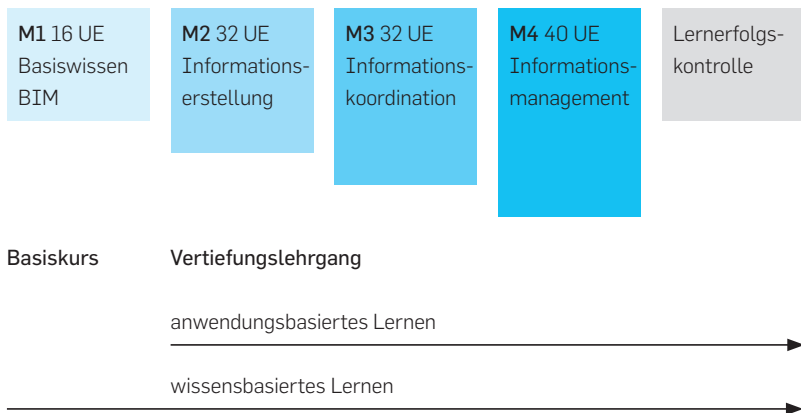 M1 16 UE
Basiswissen
BIM
M2 32 UE
Informations-
erstellung
M3 32 UE
Informations-
koordination
M4 40 UE
Informations-
management
Lernerfolgs-
kontrolle
Basiskurs
Vertiefungslehrgang
anwendungsbasiertes Lernen
wissensbasiertes Lernen